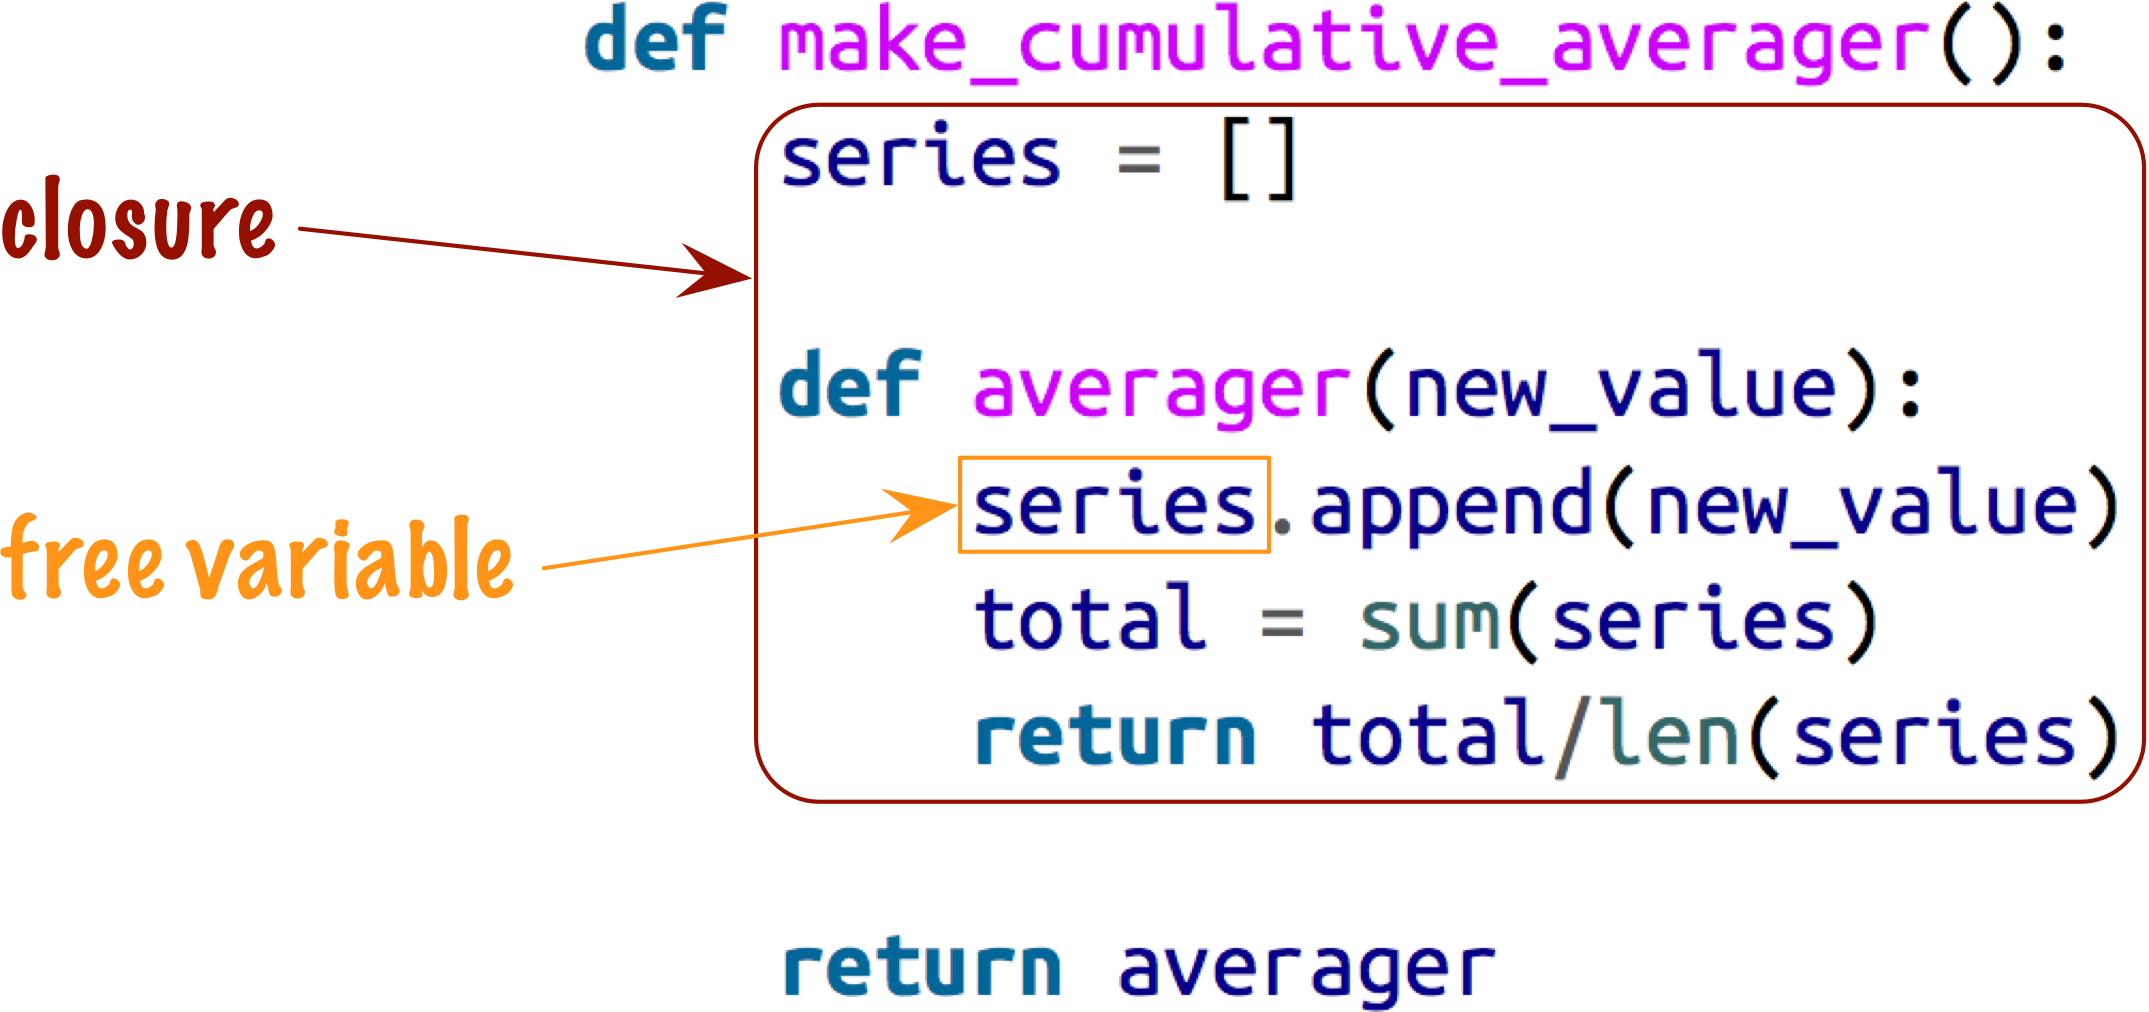 def make_cumulative_averager():
series = []
closure
def averager(new_value):
series.append(new_value)
free variable
total = sum(series)
return total/len(series)
return averager